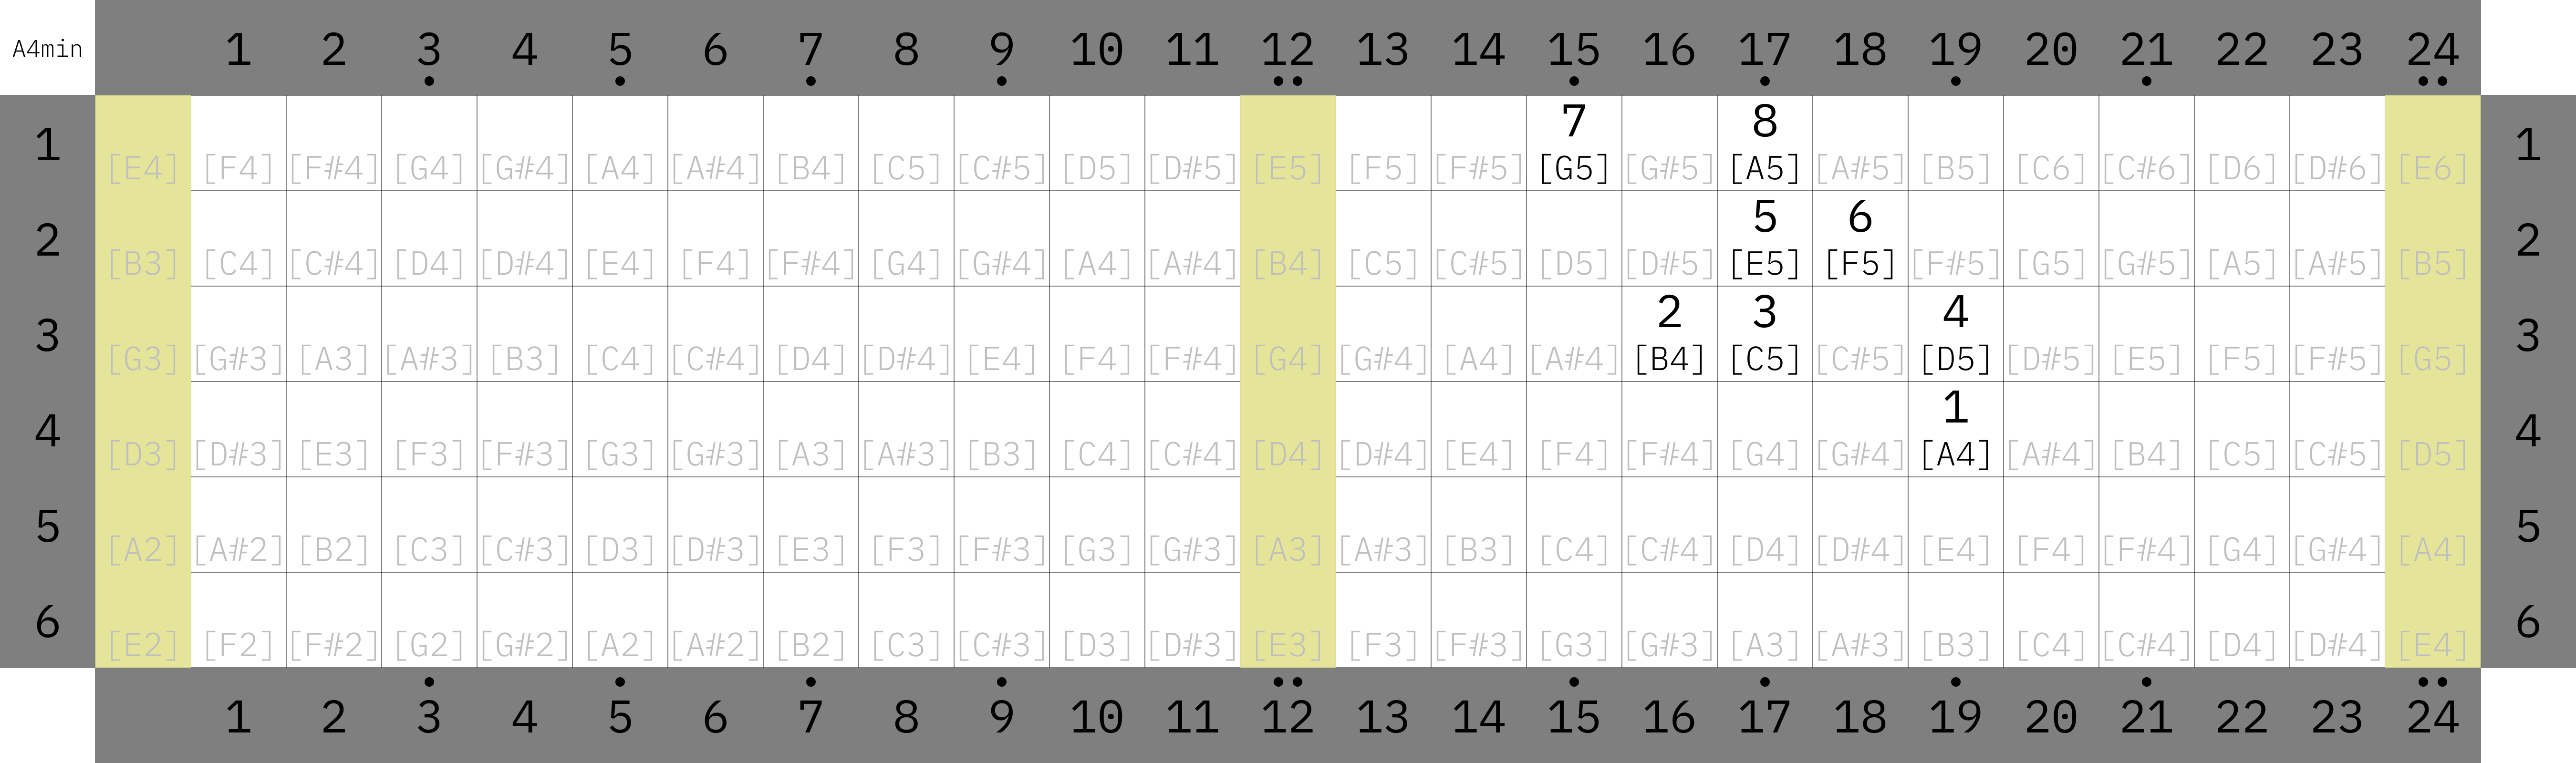 A4min 1 2 3 4 5 6 7 8 9 10 11 12 13 14 15 16 17 18 19 20 21 22 23 24
7 8
1 [E4] [F4] [F#4] [G4] [G#4] [A4] [A#4] [B4] [C5] [C#5] [D5] [D#5] [E5] [F5] [F#5] [G5] [G#5] [A5] [A#5] [B5] [C6] [C#6] [D6] [D#6] [E6] 1
5 6
2 [B3] [C4] [C#4] [D4] [D#4] [E4] [F4] [F#4] [G4] [G#4] [A4] [A#4] [B4] [C5] [C#5] [D5] [D#5] [E5] [F5] [F#5] [G5] [G#5] [A5] [A#5] [B5] 2
2 3 4
3 [G3] [G#3] [A3] [A#3] [B3] [C4] [C#4] [D4] [D#4] [E4] [F4] [F#4] [G4] [G#4] [A4] [A#4] [B4] [C5] [C#5] [D5] [D#5] [E5] [F5] [F#5] [G5] 3
1
4 [D3] [D#3] [E3] [F3] [F#3] [G3] [G#3] [A3] [A#3] [B3] [C4] [C#4] [D4] [D#4] [E4] [F4] [F#4] [G4] [G#4] [A4] [A#4] [B4] [C5] [C#5] [D5] 4
5 [A2] [A#2] [B2] [C3] [C#3] [D3] [D#3] [E3] [F3] [F#3] [G3] [G#3] [A3] [A#3] [B3] [C4] [C#4] [D4] [D#4] [E4] [F4] [F#4] [G4] [G#4] [A4] 5
6 [E2] [F2] [F#2] [G2] [G#2] [A2] [A#2] [B2] [C3] [C#3] [D3] [D#3] [E3] [F3] [F#3] [G3] [G#3] [A3] [A#3] [B3] [C4] [C#4] [D4] [D#4] [E4] 6
1 2 3 4 5 6 7 8 9 10 11 12 13 14 15 16 17 18 19 20 21 22 23 24